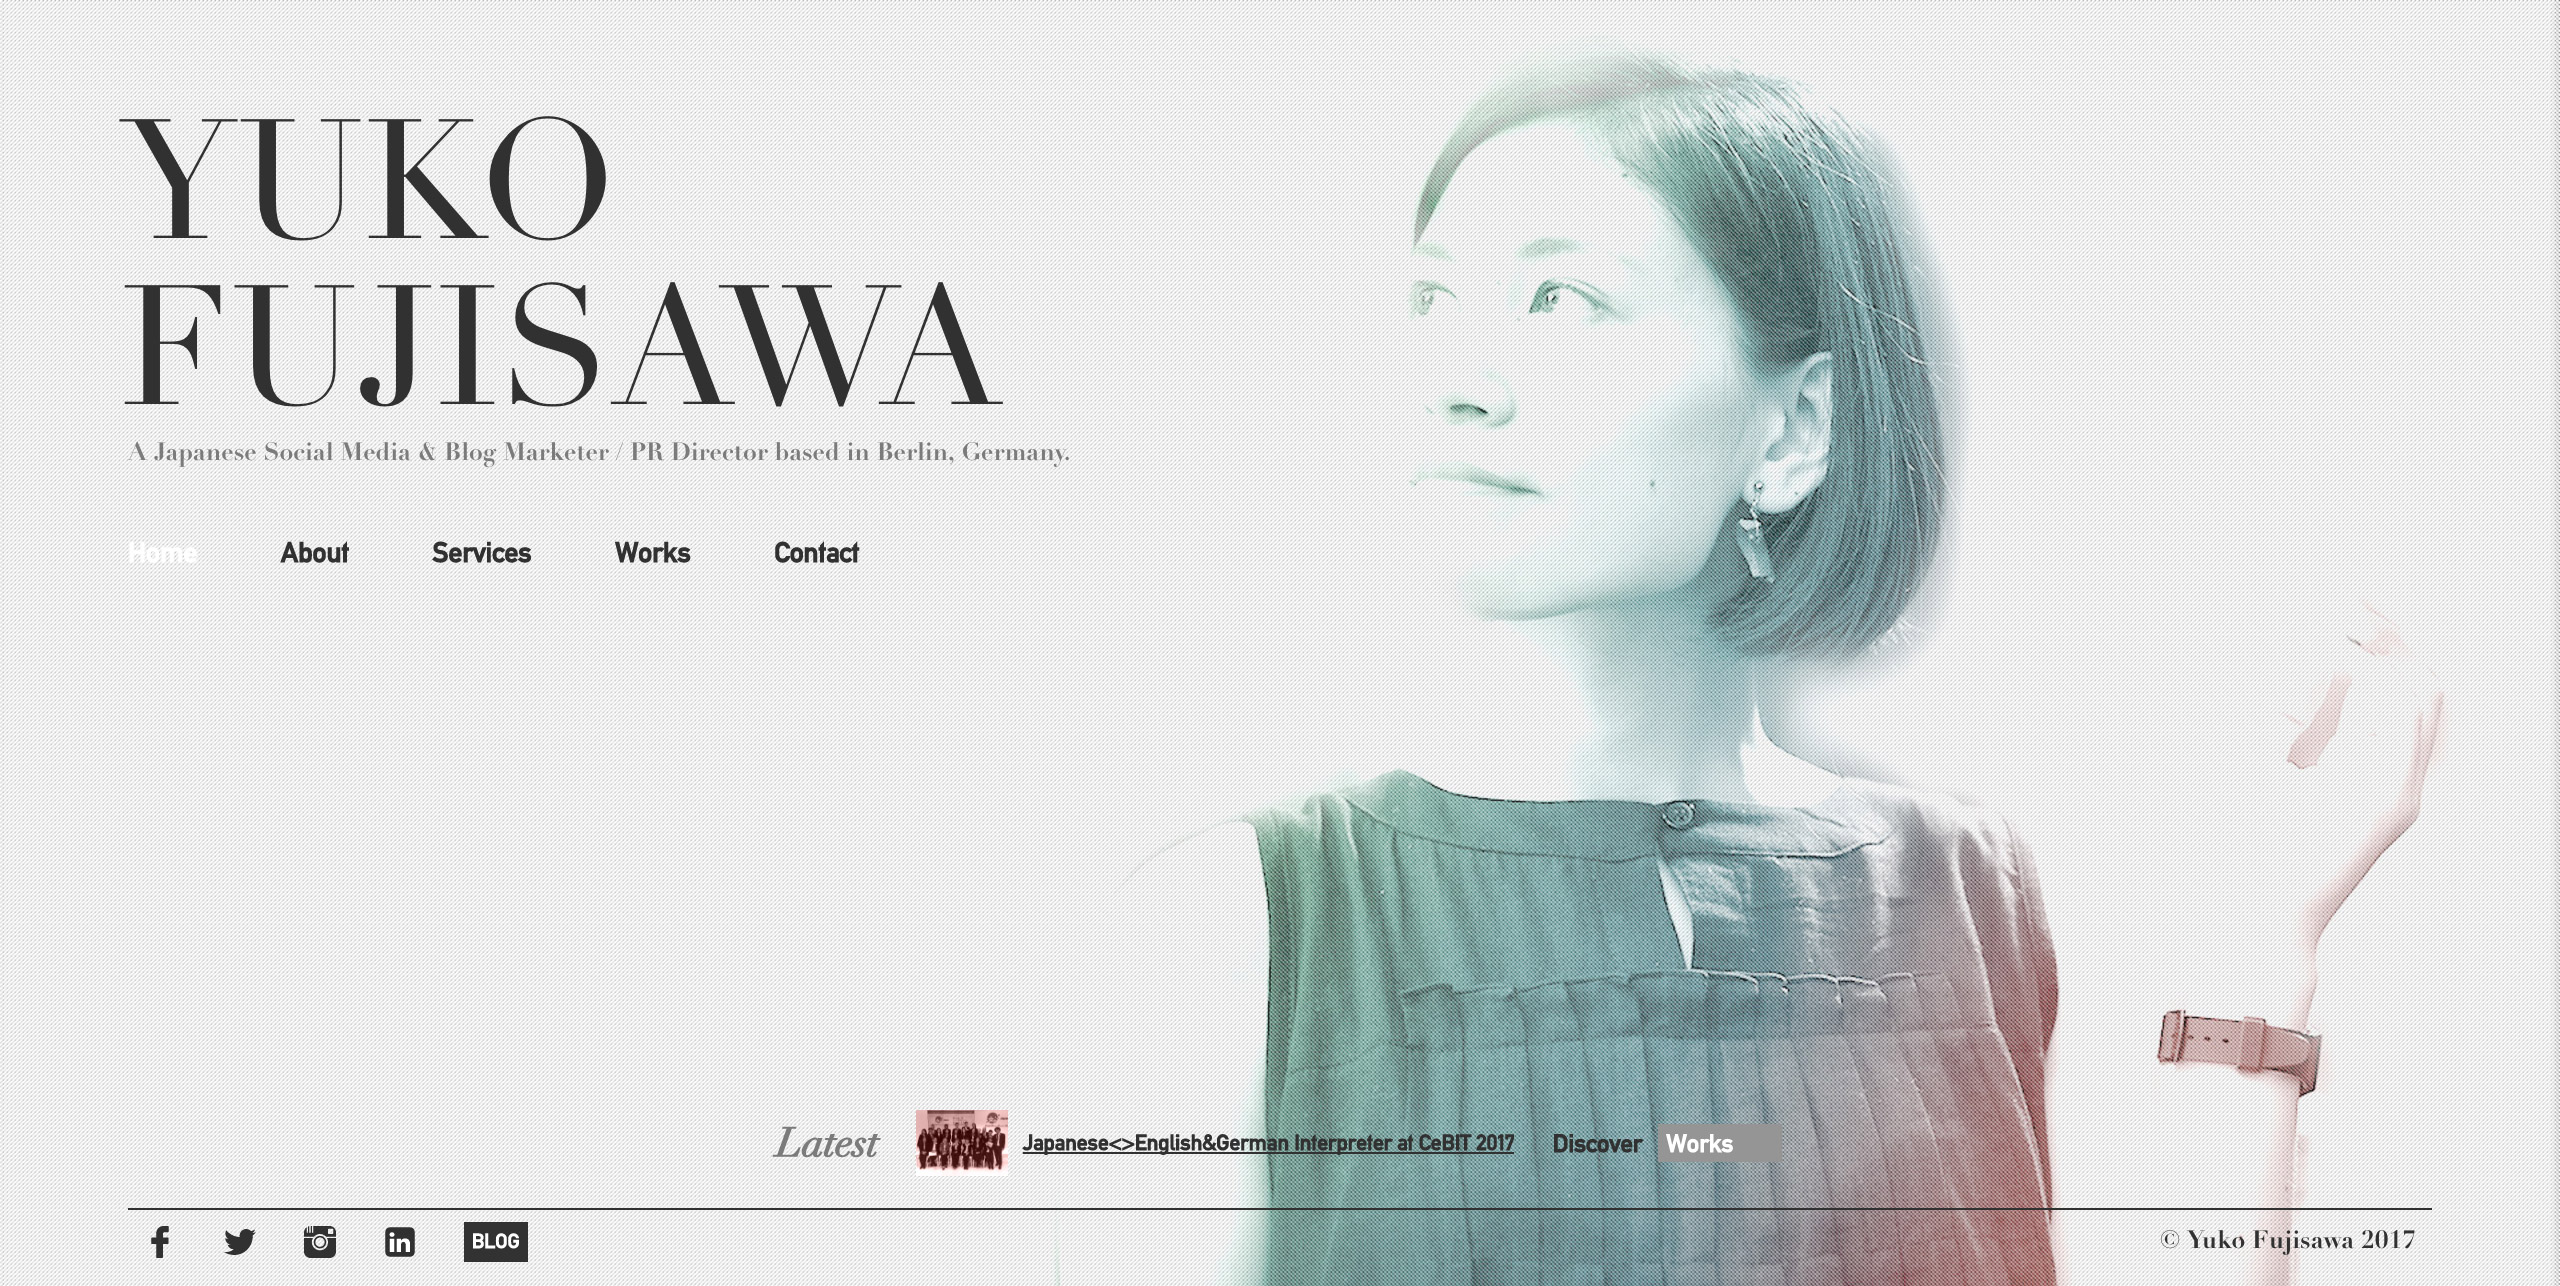 YUKO
FUJISAWA
A Japanese Social Media & Blog Marketer / PR Director based in Berlin, Germany.
Home About Services Works Contact
Latest Japanese<>English&German Interpreter at CeBIT 2017 Discover Works
BLOG © Yuko Fujisawa 2017